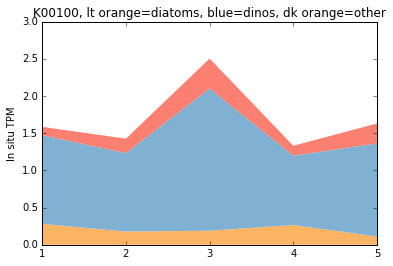 K00100, lt orange=diatoms, blue=dinos, dk orange=other
3.0
2.5
2.0
1.5
1.0
0.5
0.0
In situ TPM
1 2 3 4 5